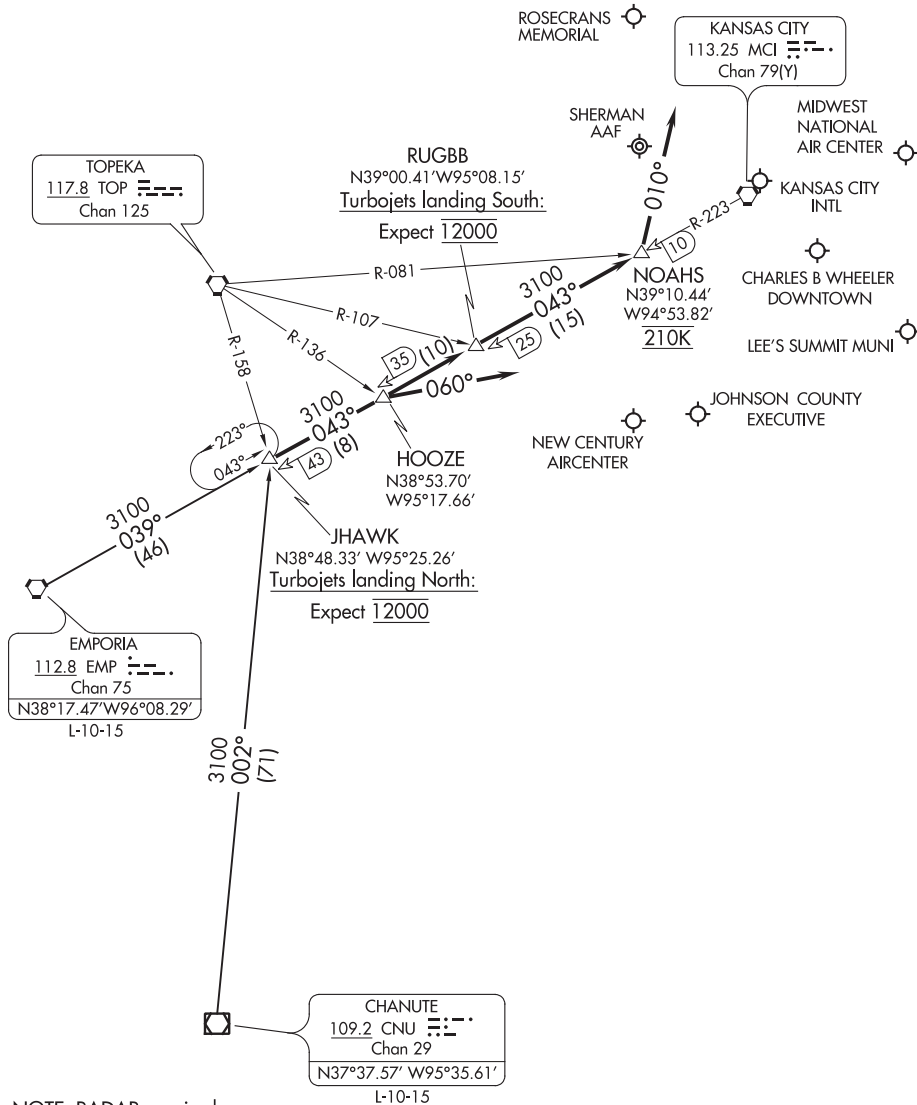 ROSECRANS
MEMORIAL
KANSAS CITY
113.25 MCI
Chan 79(Y)
MIDWEST
NATIONAL
AIR CENTER
SHERMAN
AAF
TOPEKA
117.8 TOP
Chan 125
RUGBB
N39°00.41'W95°08.15'
Turbojets landing South:
Expect 12000
010°
R-223
10
KANSAS CITY
INTL
R-081
NOAHS
N39°10.44'
W94°53.82'
210K
CHARLES B WHEELER
DOWNTOWN
3100
043°
(15)
R-107
R-136
R-158
25
LEE'S SUMMIT MUNI
35
(10)
060°
3100
043°
(8)
JOHNSON COUNTY
EXECUTIVE
NEW CENTURY
AIRCENTER
223°
043°
43
HOOZE
N38°53.70'
W95°17.66'
3100
039°
(46)
JHAWK
N38°48.33' W95°25.26'
Turbojets landing North:
Expect 12000
EMPORIA
112.8 EMP
Chan 75
N38°17.47'W96°08.29'
L-10-15
3100
002°
(71)
CHANUTE
109.2 CNU
Chan 29
N37°37.57' W95°35.61'
L-10-15